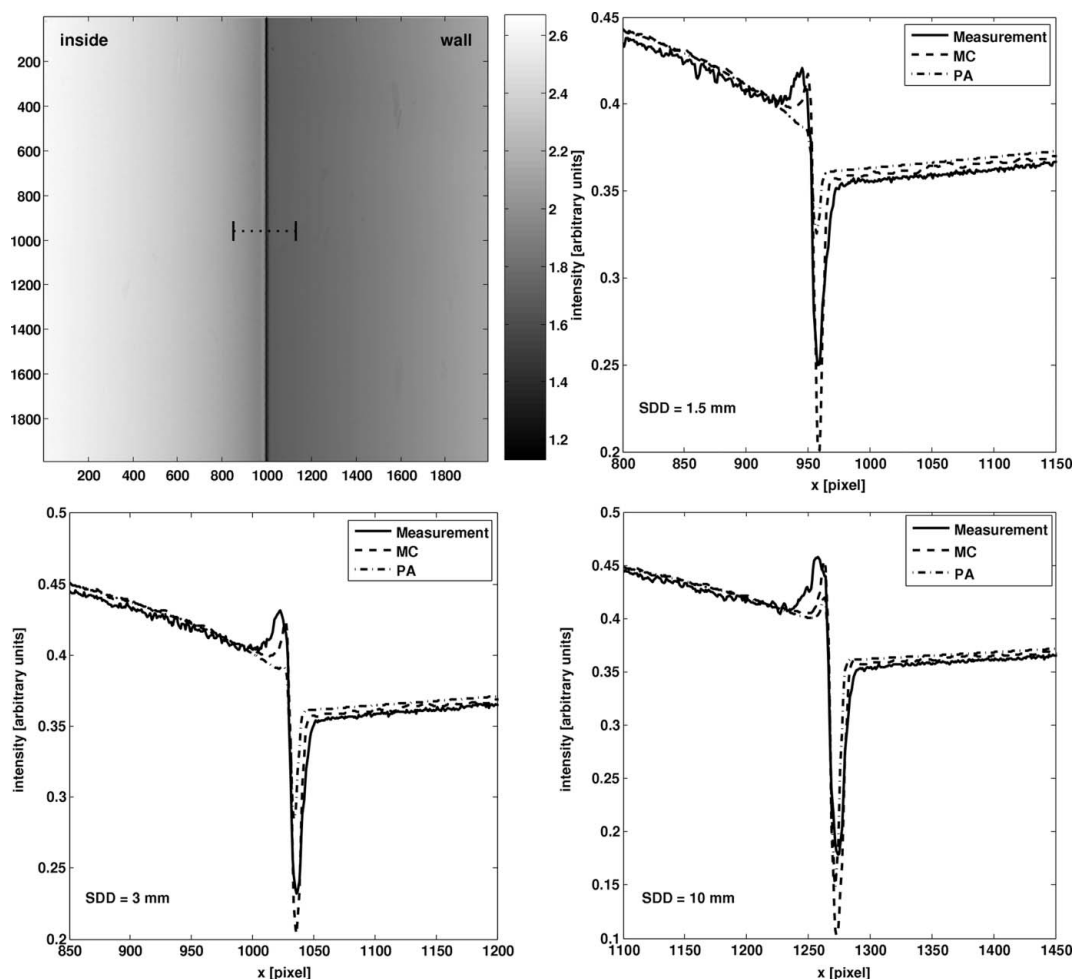 inside wall
200
400
600
800
1000
1200
1400
1600
1800
200 400 600 800 1000 1200 1400 1600 1800
2.6
2.4
2.2
2
1.8
1.6
1.4
1.2
intensity [arbitrary units]
0.45
0.4
0.35
0.3
0.25
0.2
Measurement
MC
PA
SDD = 1.5 mm
800 850 900 950 1000 1050 1100 1150
x [pixel]
intensity [arbitrary units]
0.5
0.45
0.4
0.35
0.3
0.25
0.2
Measurement
MC
PA
SDD = 3 mm
850 900 950 1000 1050 1100 1150 1200
x [pixel]
intensity [arbitrary units]
0.5
0.45
0.4
0.35
0.3
0.25
0.2
0.15
0.1
Measurement
MC
PA
SDD = 10 mm
1100 1150 1200 1250 1300 1350 1400 1450
x [pixel]